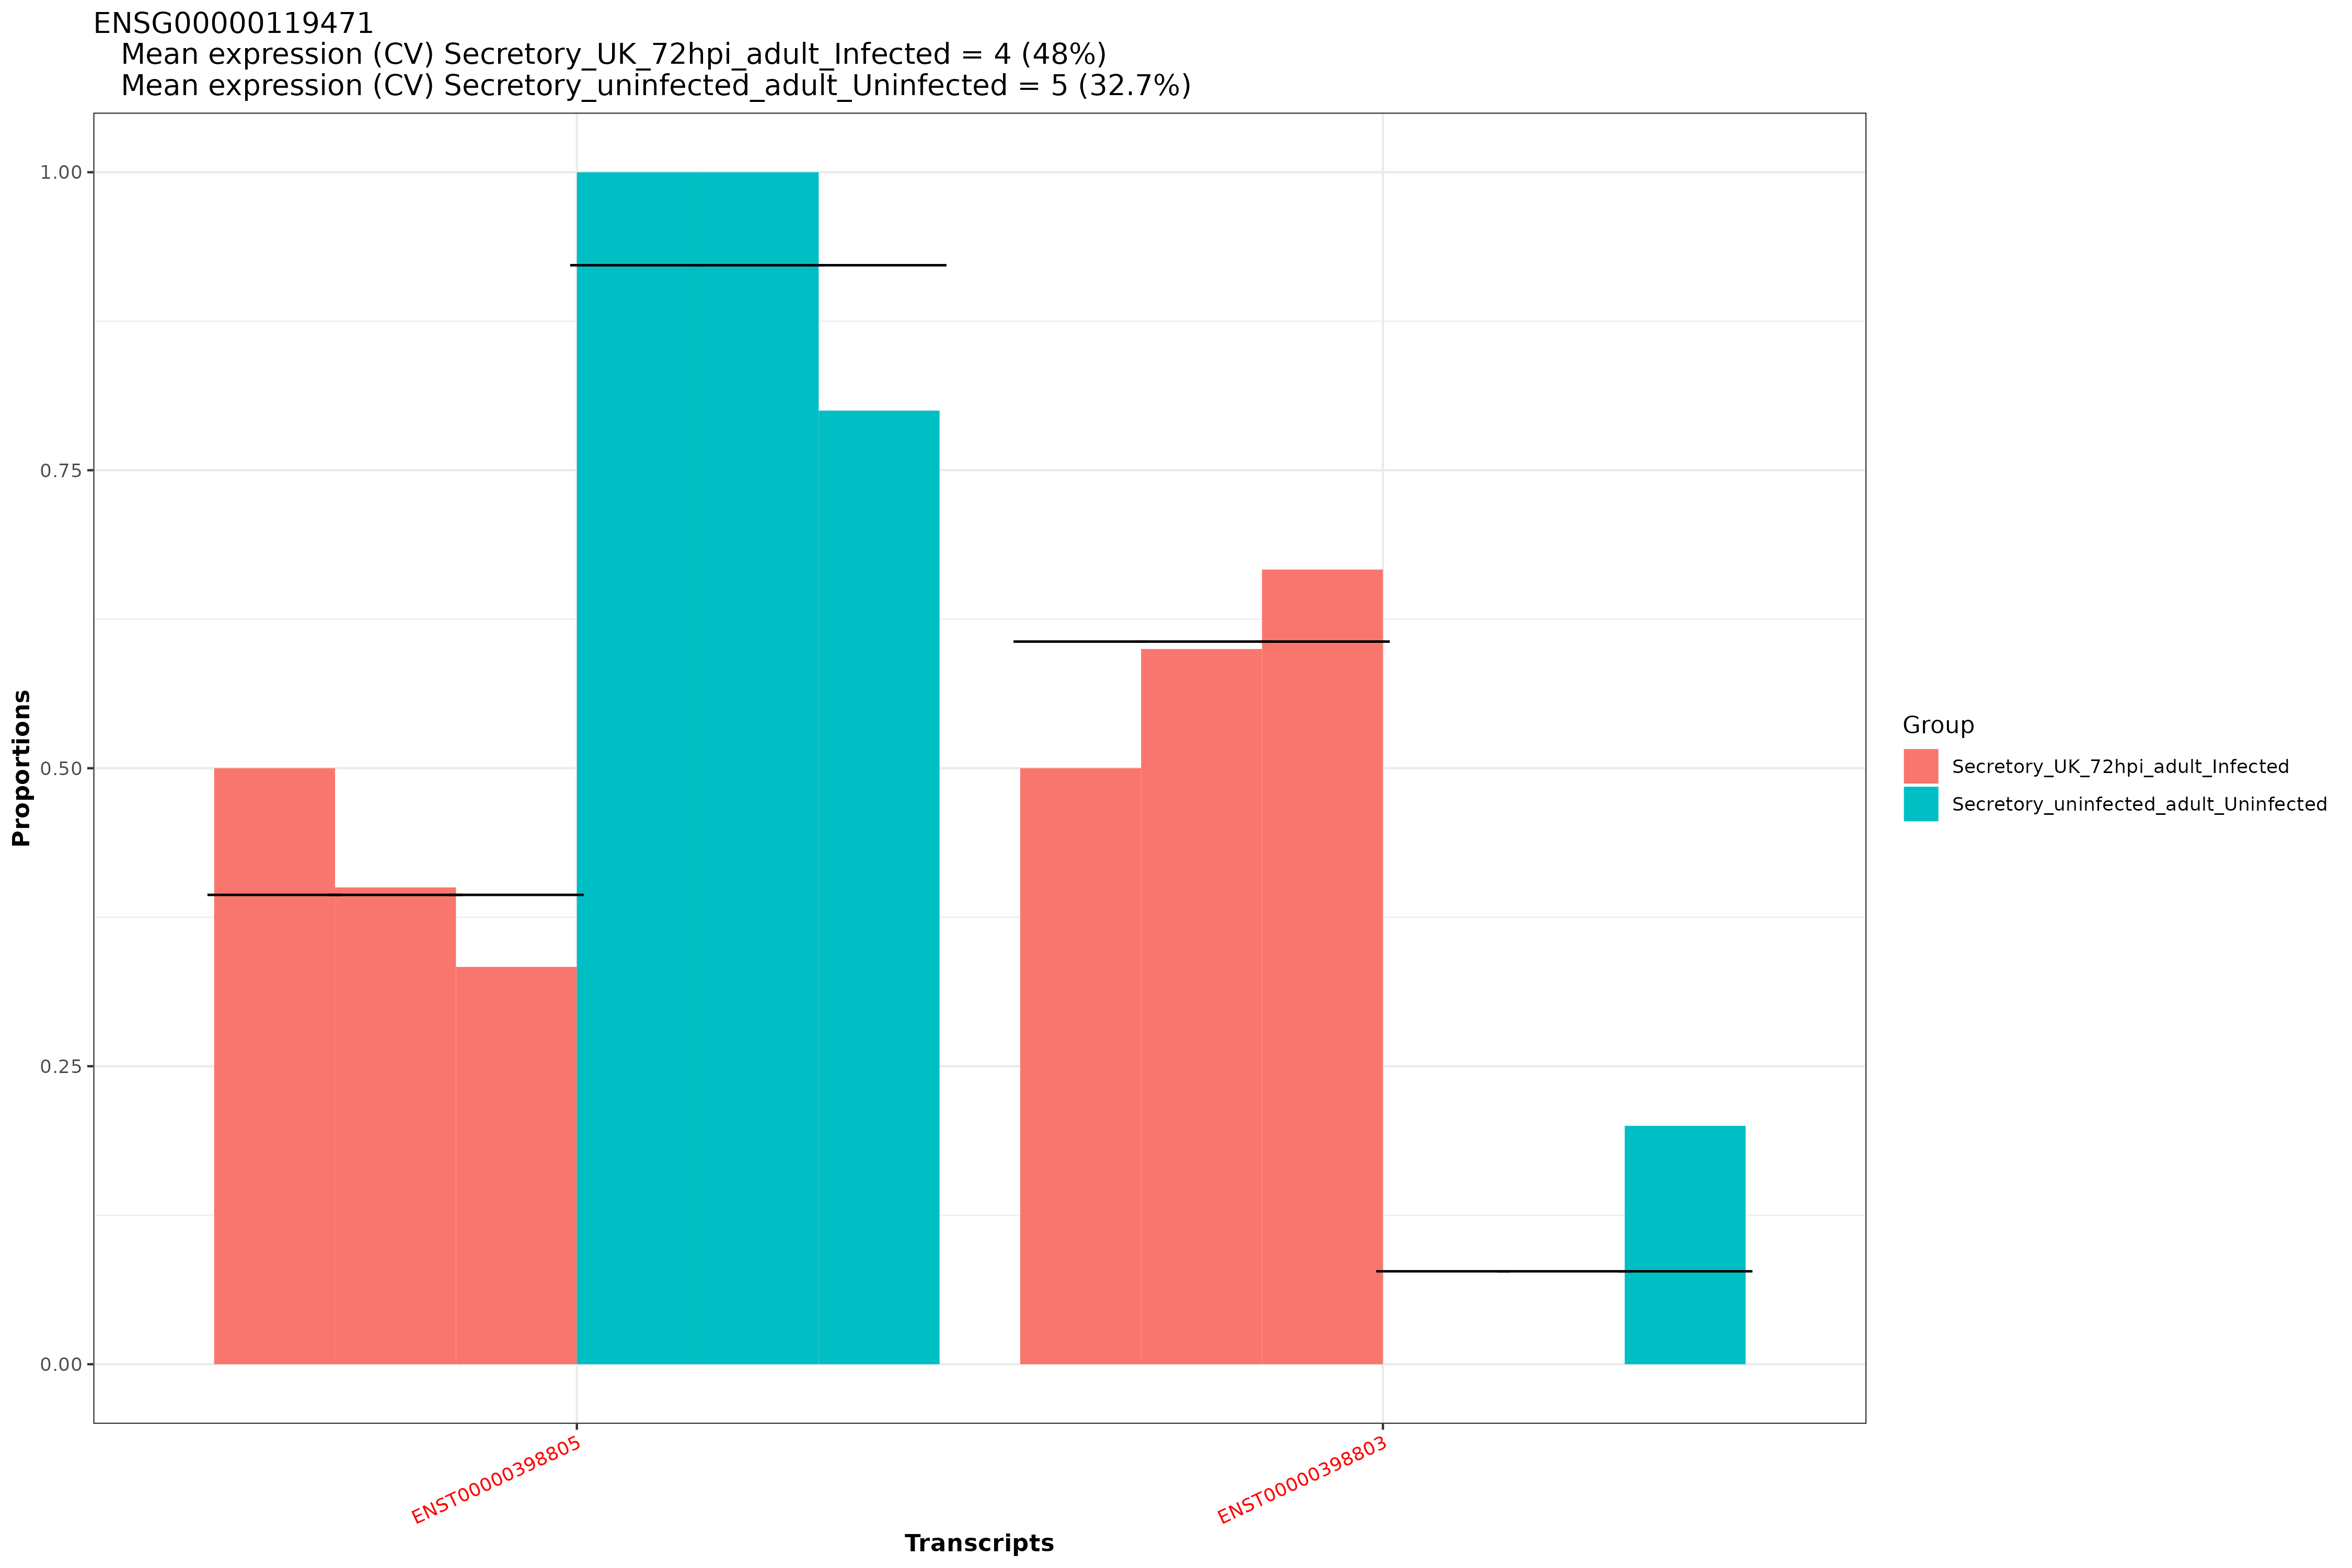 ENSG00000119471
Mean expression (CV) Secretory_UK_72hpi_adult_Infected = 4 (48%)
Mean expression (CV) Secretory_uninfected_adult_Uninfected = 5 (32.7%)
1.00
0.75
0.50
0.25
0.00
Proportions
ENST00000398805
ENST00000398803
Transcripts
Group
Secretory_UK_72hpi_adult_Infected
Secretory_uninfected_adult_Uninfected